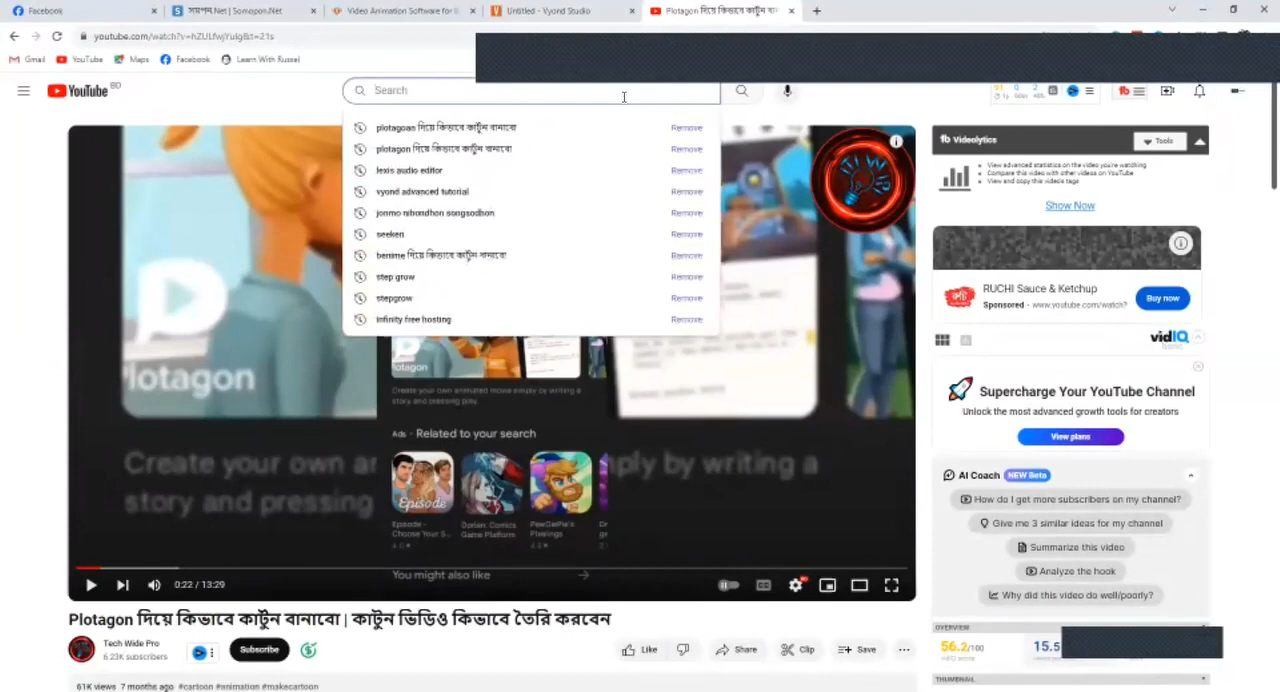 Facebook
সমপন.Net | Somopon.Net
Video Animation Software for B
Untitled - Vyond Studio
Plotagon দিয়ে কিভাবে কার্টুন বান
youtube.com/watch?v=hZULfwjYuIg&t=21s
Gmail YouTube Maps Facebook Learn With Russel
YouTube BD
Search
plotagoan দিয়ে কিভাবে কার্টুন বানাবো Remove
plotagon দিয়ে কিভাবে কার্টুন বানাবো Remove
lexis audio editor Remove
vyond advanced tutorial Remove
jonmo nibondhon songsodhon Remove
seeken Remove
benime দিয়ে কিভাবে কার্টুন বানাবো Remove
step grow Remove
stepgrow Remove
infinity free hosting Remove
lotagon
Plotagon
Create your own animated movie simply by writing a
story and pressing play.
Ads · Related to your search
Create your own ar
ply by writing a
story and pressing
Episode
Episode -
Choose Your S...
Dorian: Comics
Game Platform
PewDiePie's
Pixelings
You might also like
0:22 / 13:29
Plotagon দিয়ে কিভাবে কার্টুন বানাবো | কার্টুন ভিডিও কিভাবে তৈরি করবেন
Tech Wide Pro
6.23K subscribers
Subscribe
Like
Share
Clip
Save
61K views 7 months ago #cartoon #animation #makecartoon
fb Videolytics
Tools
View advanced statistics on the video you're watching
Compare this video with other videos on YouTube
View and copy this video's tags
Show Now
RUCHI Sauce & Ketchup
Sponsored · www.youtube.com/watch?
Buy now
vidIQ
Supercharge Your YouTube Channel
Unlock the most advanced growth tools for creators
View plans
AI Coach NEW Beta
How do I get more subscribers on my channel?
Give me 3 similar ideas for my channel
Summarize this video
Analyze the hook
Why did this video do well/poorly?
OVERVIEW
56.2/100
15.5
THUMBNAIL